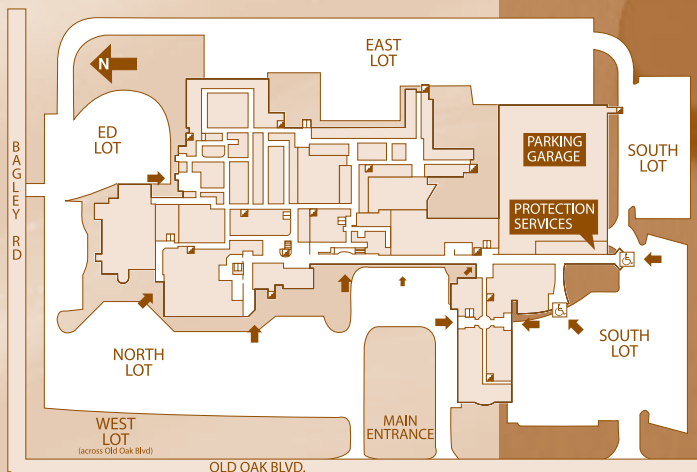 EAST
LOT
N
ED
LOT
BAGLEY RD
PARKING
GARAGE
SOUTH
LOT
PROTECTION
SERVICES
SOUTH
LOT
NORTH
LOT
WEST
LOT
(across Old Oak Blvd)
MAIN
ENTRANCE
OLD OAK BLVD.